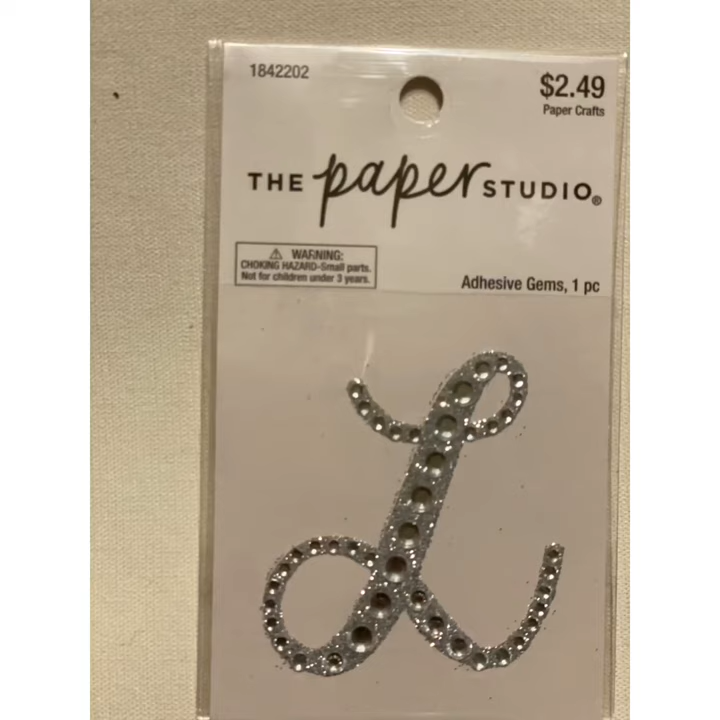 1842202
$2.49
Paper Crafts
THE paper STUDIO®
⚠ WARNING:
CHOKING HAZARD-Small parts.
Not for children under 3 years.
Adhesive Gems, 1 pc
L